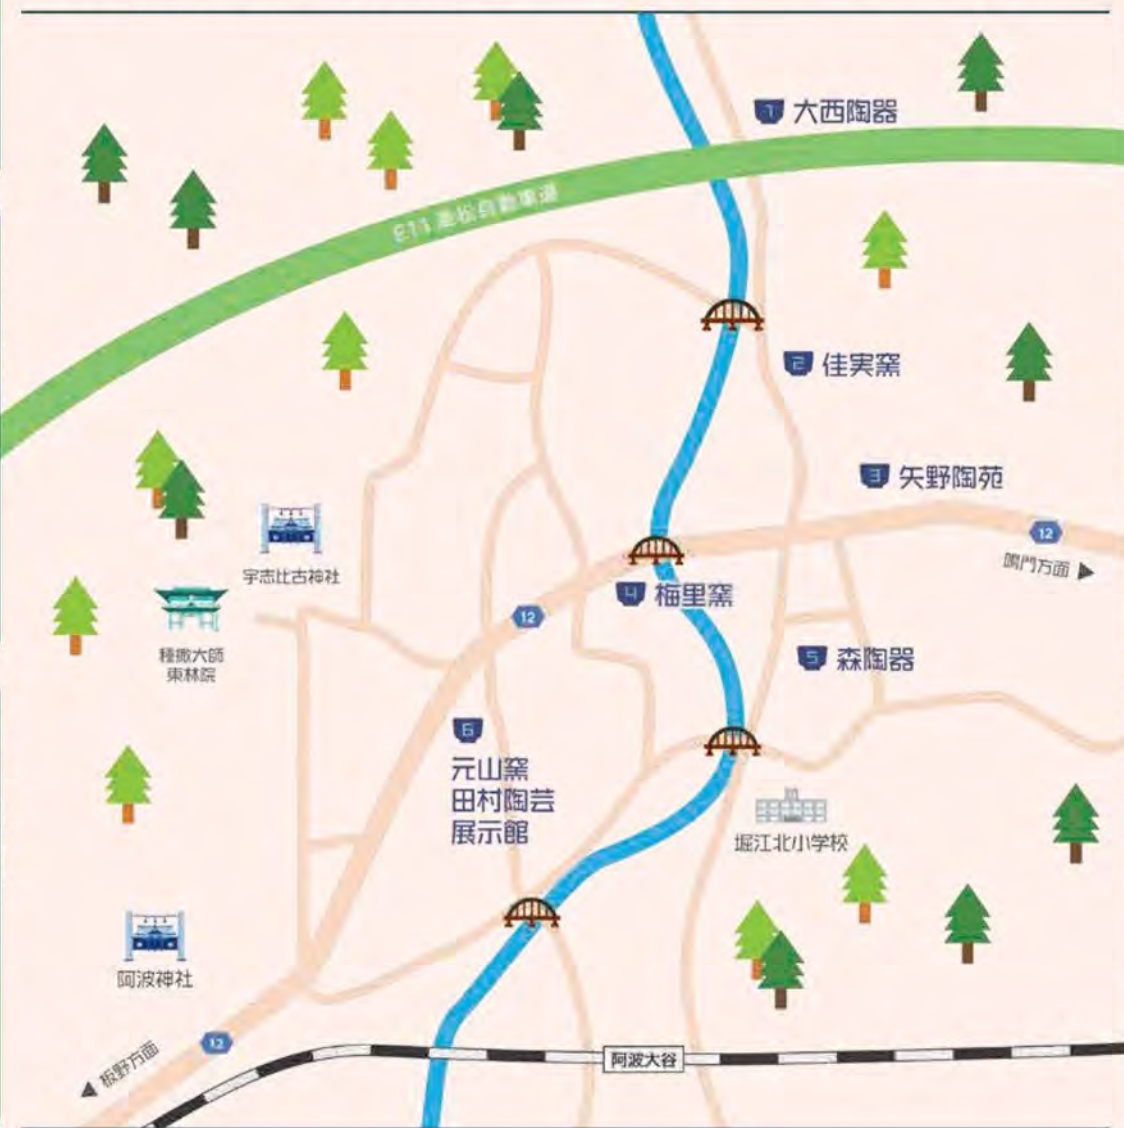 1 大西陶器
E11 高松自動車道
2 佳実窯
3 矢野陶苑
12
鳴門方面
宇志比古神社
4 梅里窯
12
種撒大師
東林院
5 森陶器
6
元山窯
田村陶芸
展示館
堀江北小学校
阿波神社
12
板野方面
阿波大谷